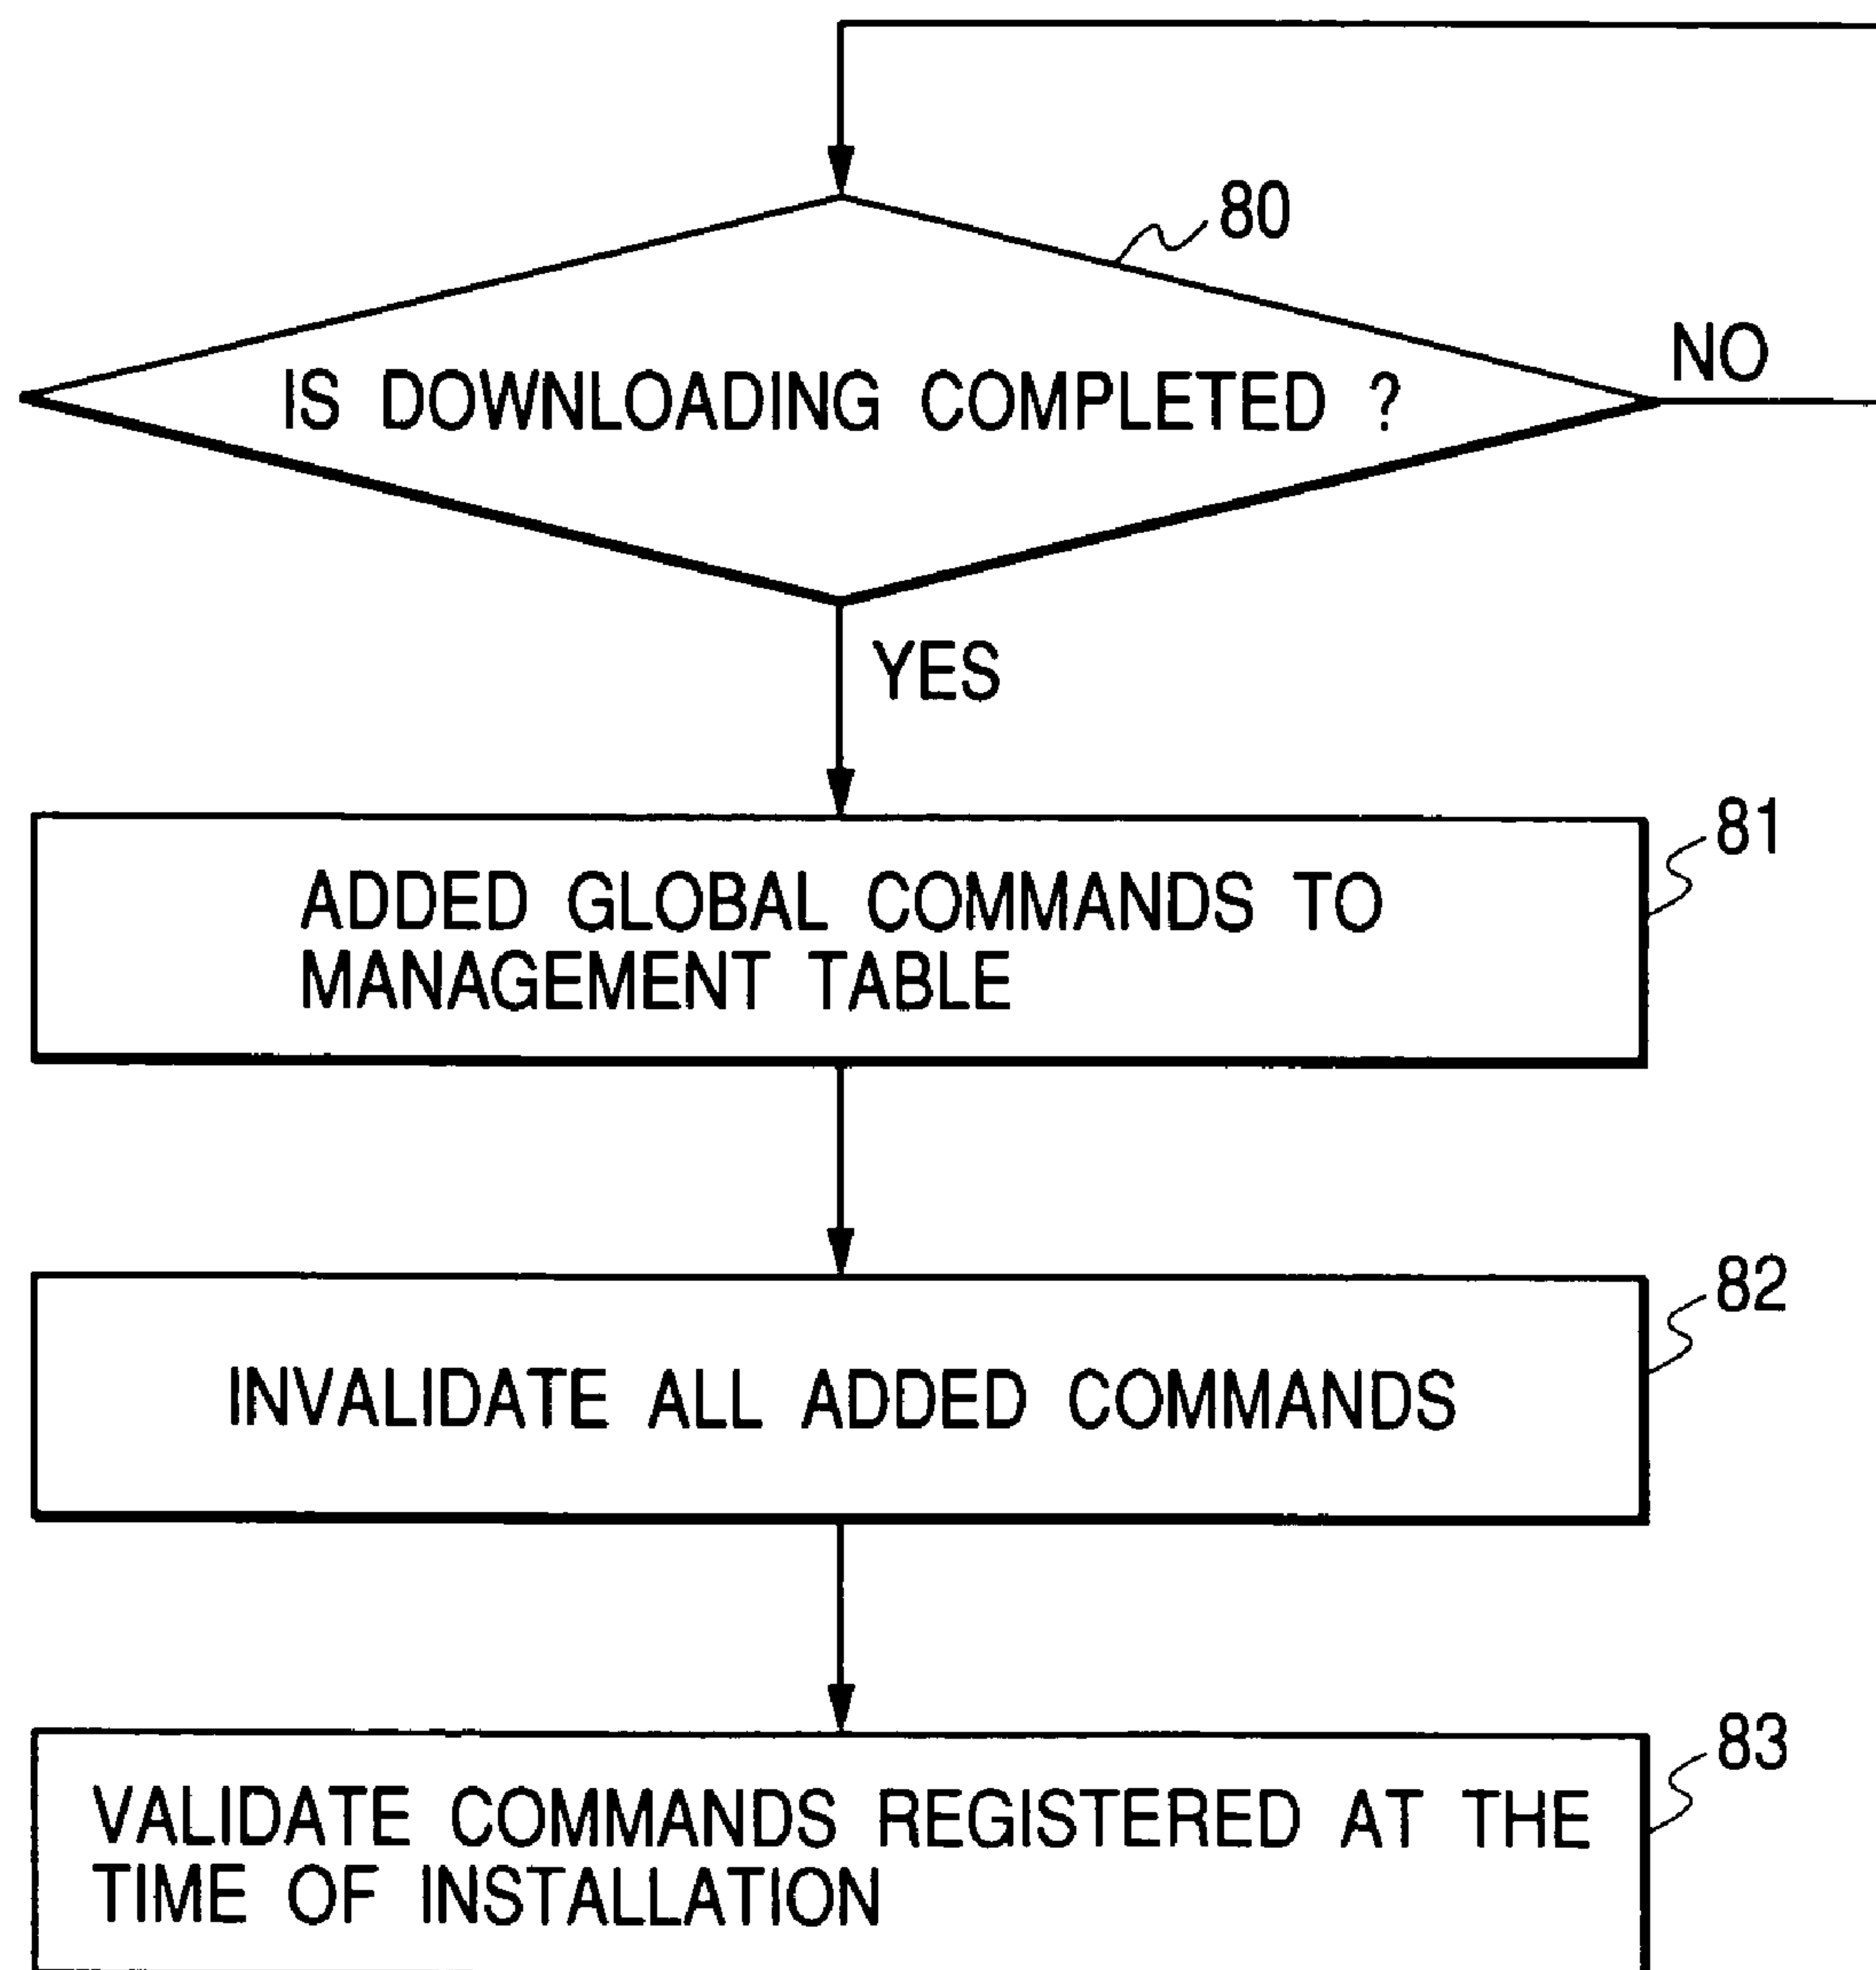 80
IS DOWNLOADING COMPLETED ?
NO
YES
81
ADDED GLOBAL COMMANDS TO
MANAGEMENT TABLE
82
INVALIDATE ALL ADDED COMMANDS
83
VALIDATE COMMANDS REGISTERED AT THE
TIME OF INSTALLATION